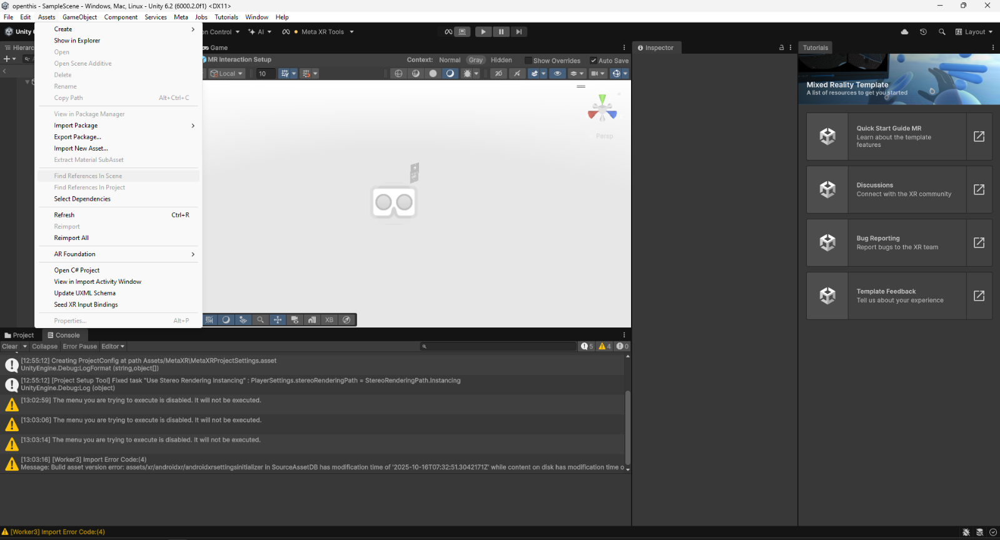 openthis - SampleScene - Windows, Mac, Linux - Unity 6.2 (6000.2.0f1) <DX11>
File Edit Assets GameObject Component Services Meta Jobs Tutorials Window Help
Unity 6
on Control AI Meta XR Tools Layout
Hierarc Game Inspector Tutorials
MR Interaction Setup Context: Normal Gray Hidden Show Overrides Auto Save
Local 10 2D
Create
Show in Explorer
Open
Open Scene Additive
Delete
Rename
Copy Path Alt+Ctrl+C
View in Package Manager
Import Package
Export Package...
Import New Asset...
Extract Material SubAsset
Find References In Scene
Find References In Project
Select Dependencies
Refresh Ctrl+R
Reimport
Reimport All
AR Foundation
Open C# Project
View in Import Activity Window
Update UXML Schema
Seed XR Input Bindings
Properties... Alt+P
Persp
XB
Mixed Reality Template
A list of resources to get you started
Quick Start Guide MR
Learn about the template
features
Discussions
Connect with the XR community
Bug Reporting
Report bugs to the XR team
Template Feedback
Tell us about your experience
Project Console
Clear Collapse Error Pause Editor 5 4 0
[12:55:12] Creating ProjectConfig at path Assets/MetaXR\MetaXRProjectSettings.asset
UnityEngine.Debug:LogFormat (string,object[])
[12:55:12] [Project Setup Tool] Fixed task "Use Stereo Rendering Instancing" : PlayerSettings.stereoRenderingPath = StereoRenderingPath.Instancing
UnityEngine.Debug:Log (object)
[13:02:59] The menu you are trying to execute is disabled. It will not be executed.
[13:03:06] The menu you are trying to execute is disabled. It will not be executed.
[13:03:14] The menu you are trying to execute is disabled. It will not be executed.
[13:03:16] [Worker3] Import Error Code:(4)
Message: Build asset version error: assets/xr/androidxr/androidxrsettingsinitializer in SourceAssetDB has modification time of '2025-10-16T07:32:51.3042171Z' while content on disk has modification time o
[Worker3] Import Error Code:(4)